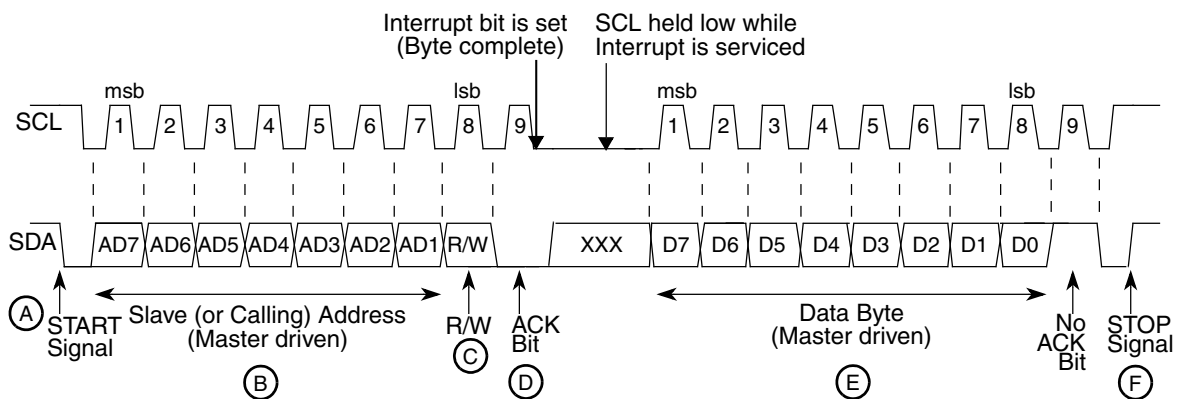 Interrupt bit is set
(Byte complete)
SCL held low while
Interrupt is serviced
msb
lsb
msb
lsb
SCL 1 2 3 4 5 6 7 8 9 1 2 3 4 5 6 7 8 9
SDA AD7 AD6 AD5 AD4 AD3 AD2 AD1 R/W XXX D7 D6 D5 D4 D3 D2 D1 D0
A
START
Signal
Slave (or Calling) Address
(Master driven)
B
R/W
C
ACK
Bit
D
Data Byte
(Master driven)
E
No
ACK
Bit
STOP
Signal
F